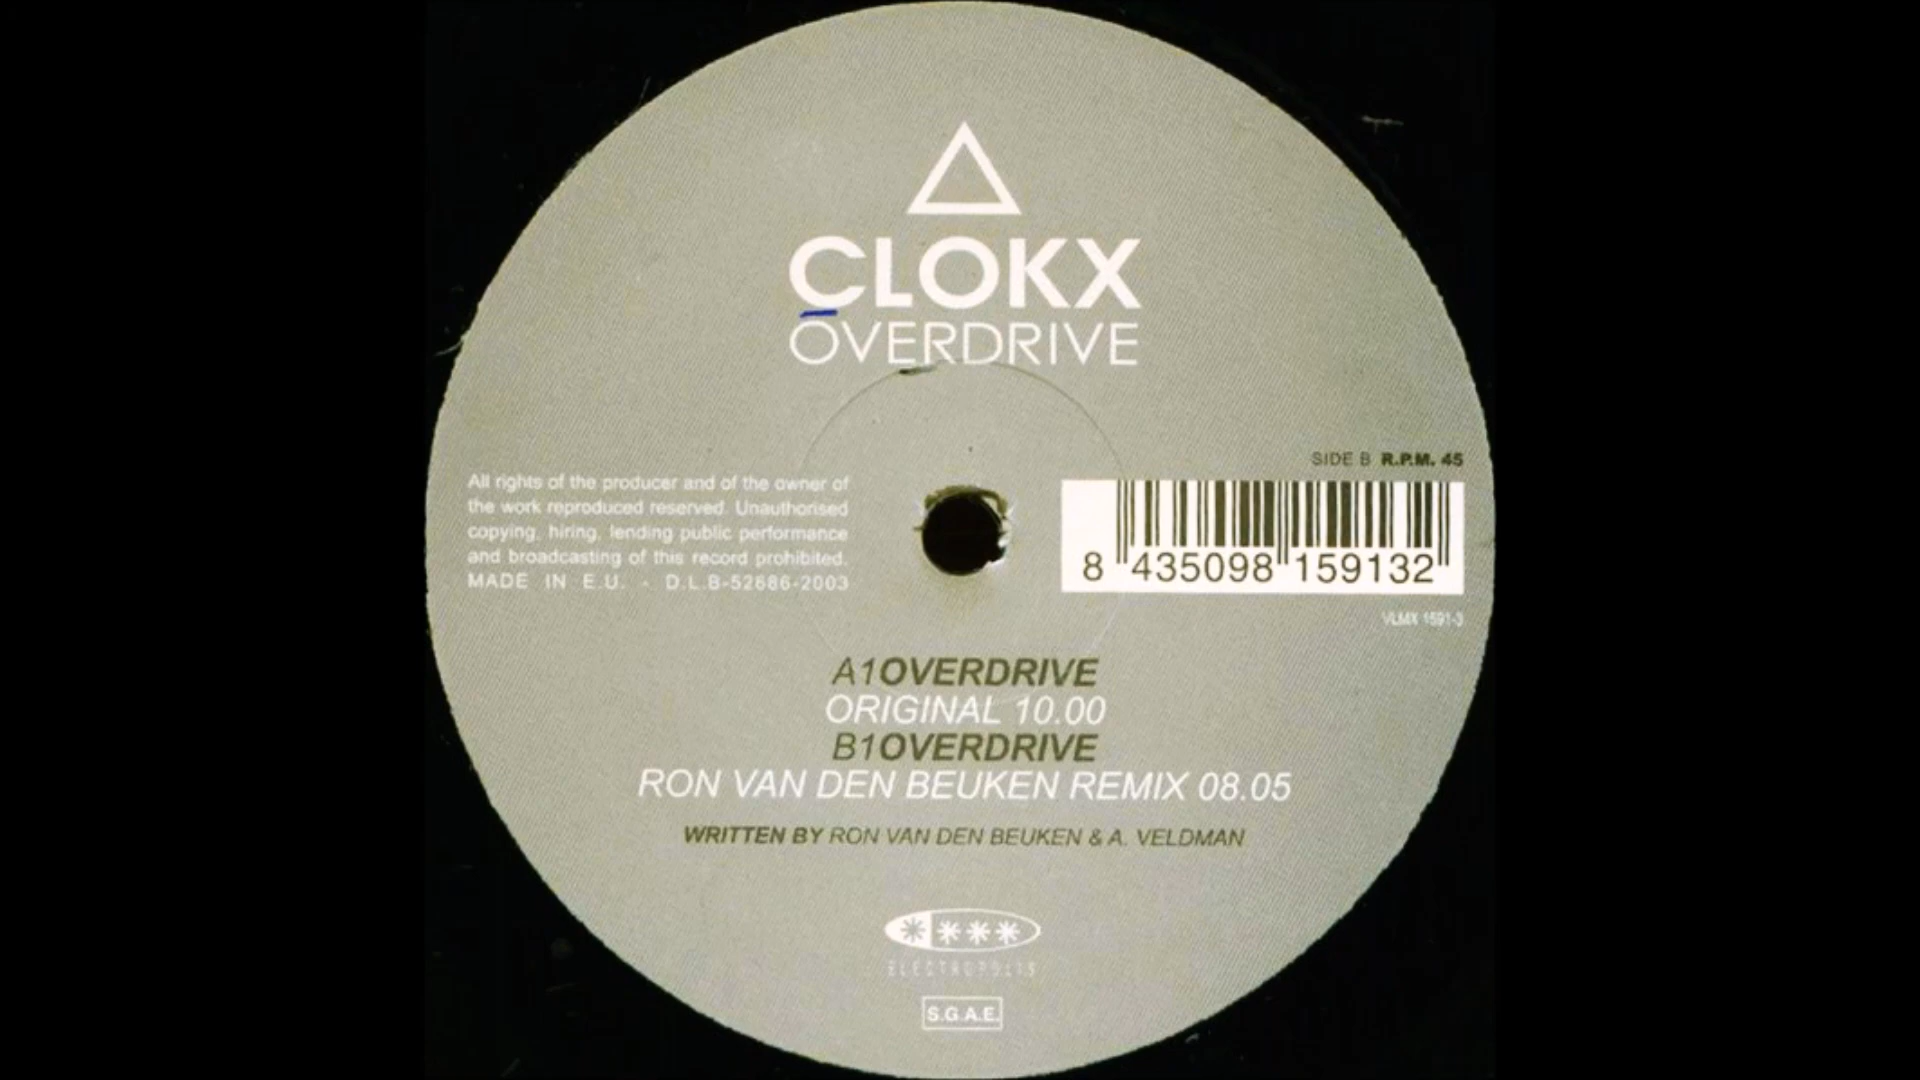 CLOKX
OVERDRIVE
SIDE B R.P.M. 45
All rights of the producer and of the owner of
the work reproduced reserved. Unauthorised
copying, hiring, lending public performance
and broadcasting of this record prohibited.
MADE IN E.U. - D.L.B-52686-2003
8 435098 159132
VLMX 1591-3
A1OVERDRIVE
ORIGINAL 10.00
B1OVERDRIVE
RON VAN DEN BEUKEN REMIX 08.05
WRITTEN BY RON VAN DEN BEUKEN & A. VELDMAN
ELECTROPOLIS
S.G.A.E.